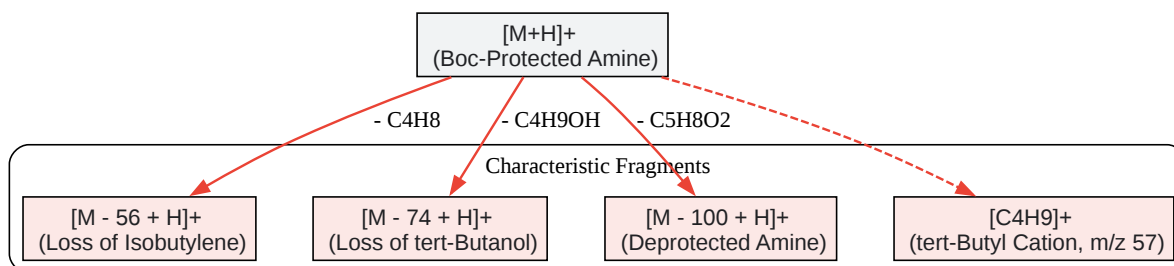 [M+H]+
(Boc-Protected Amine)
- C4H8
- C4H9OH
- C5H8O2
Characteristic Fragments
[M - 56 + H]+
(Loss of Isobutylene)
[M - 74 + H]+
(Loss of tert-Butanol)
[M - 100 + H]+
(Deprotected Amine)
[C4H9]+
(tert-Butyl Cation, m/z 57)